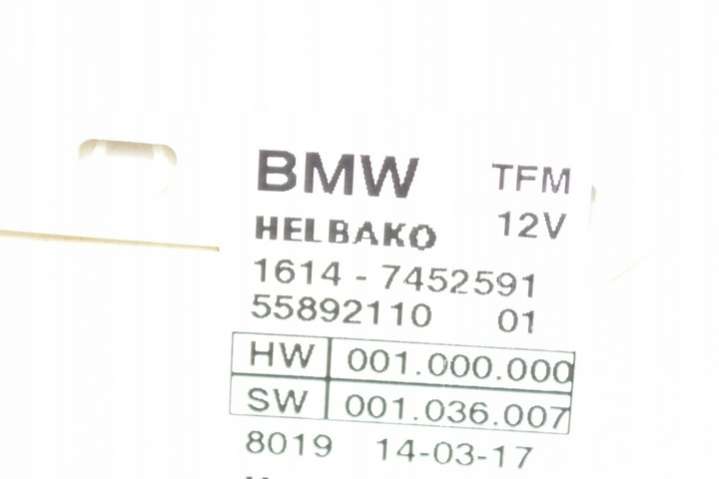 BMW TFM
HELBAKO 12V
1614 - 7452591
55892110 01
HW 001.000.000
SW 001.036.007
8019 14-03-17